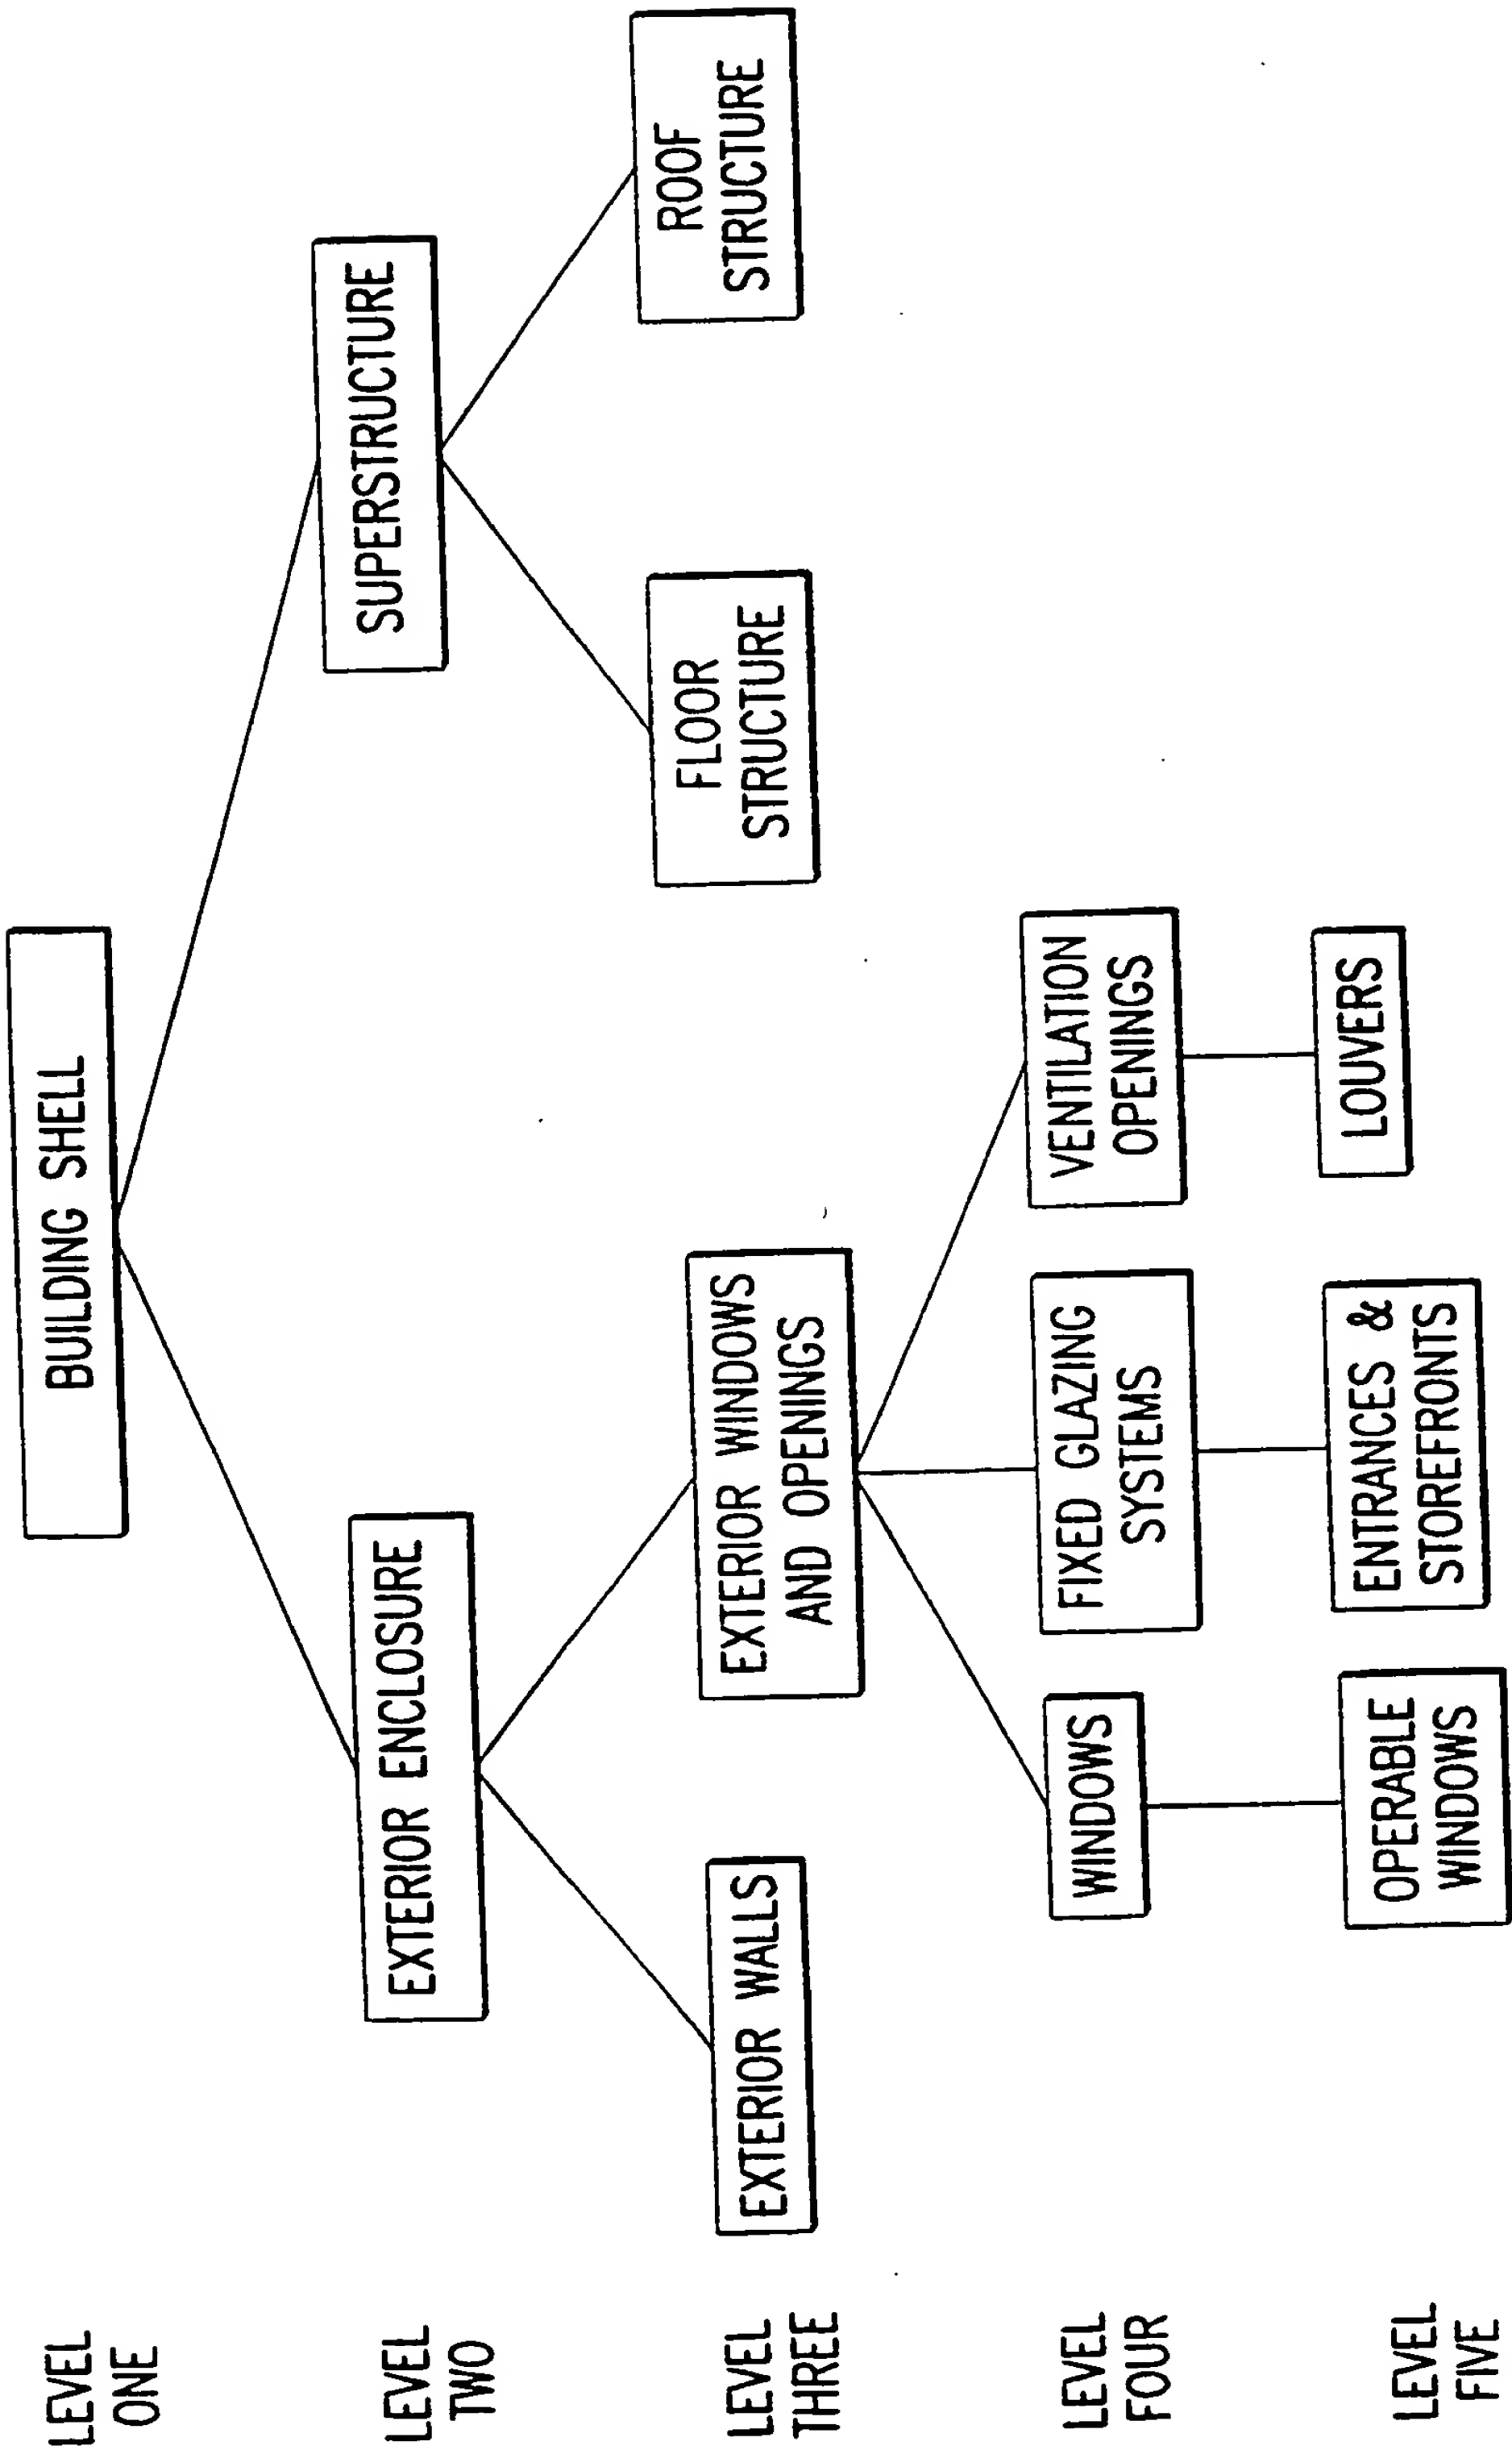 LEVEL
ONE
BUILDING SHELL
LEVEL
TWO
EXTERIOR ENCLOSURE
SUPERSTRUCTURE
LEVEL
THREE
EXTERIOR WALLS
EXTERIOR WINDOWS
AND OPENINGS
FLOOR
STRUCTURE
ROOF
STRUCTURE
LEVEL
FOUR
WINDOWS
FIXED GLAZING
SYSTEMS
VENTILATION
OPENINGS
LEVEL
FIVE
OPERABLE
WINDOWS
ENTRANCES &
STOREFRONTS
LOUVERS